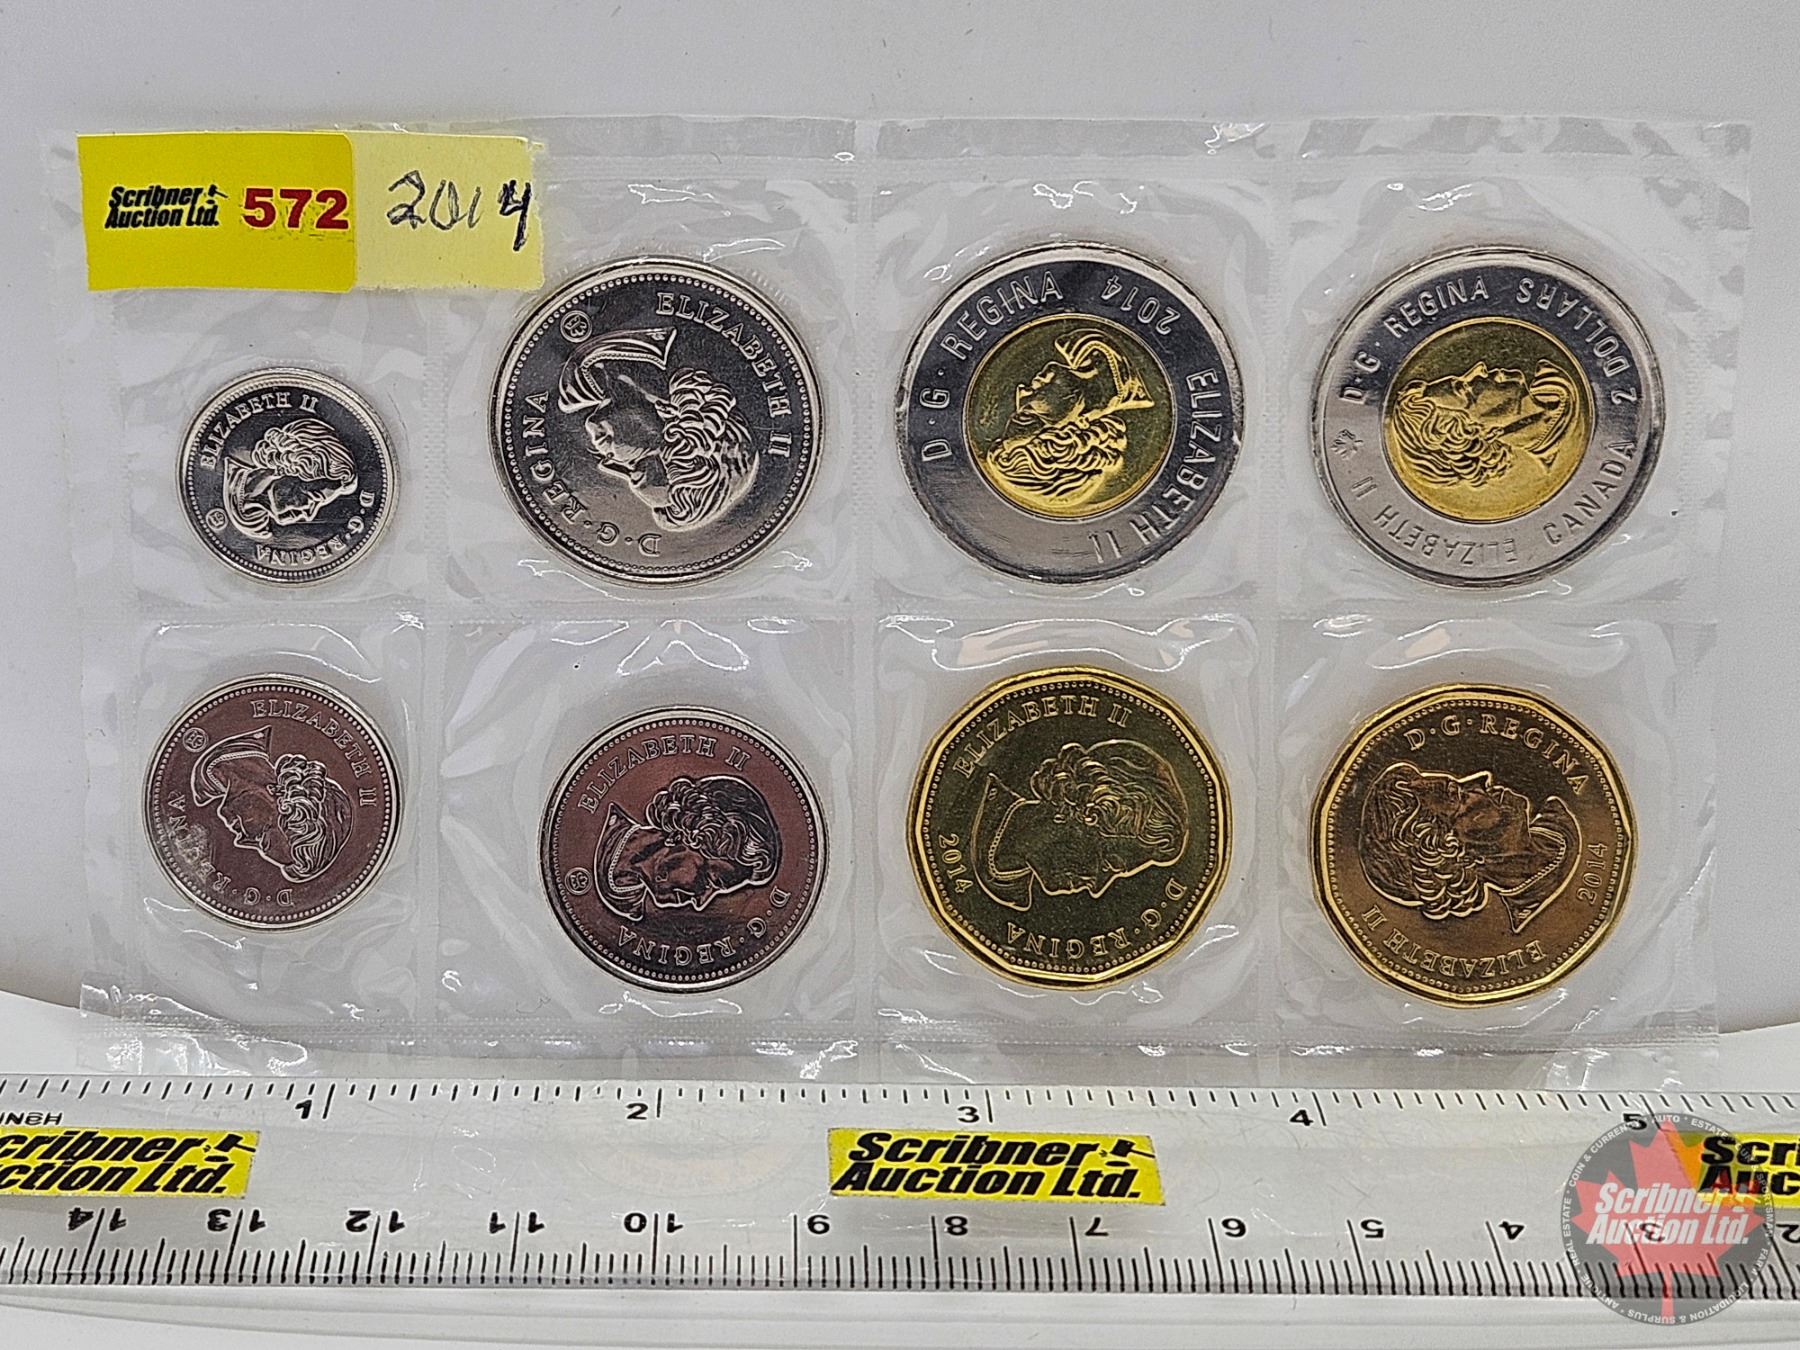 Scribner
Auction Ltd.
572
2014
ELIZABETH II D·G·REGINA
ELIZABETH II D·G·REGINA
ELIZABETH II D·G·REGINA 2014
ELIZABETH II D·G·REGINA 2 DOLLARS CANADA
ELIZABETH II D·G·REGINA
ELIZABETH II D·G·REGINA
ELIZABETH II D·G·REGINA 2014
ELIZABETH II D·G·REGINA 2014
1 2 3 4 5
Scribner
Auction Ltd.
Scribner
Auction Ltd.
Scribner
Auction Ltd.
14 13 12 11 10 9 8 7 6 5 4 3 2